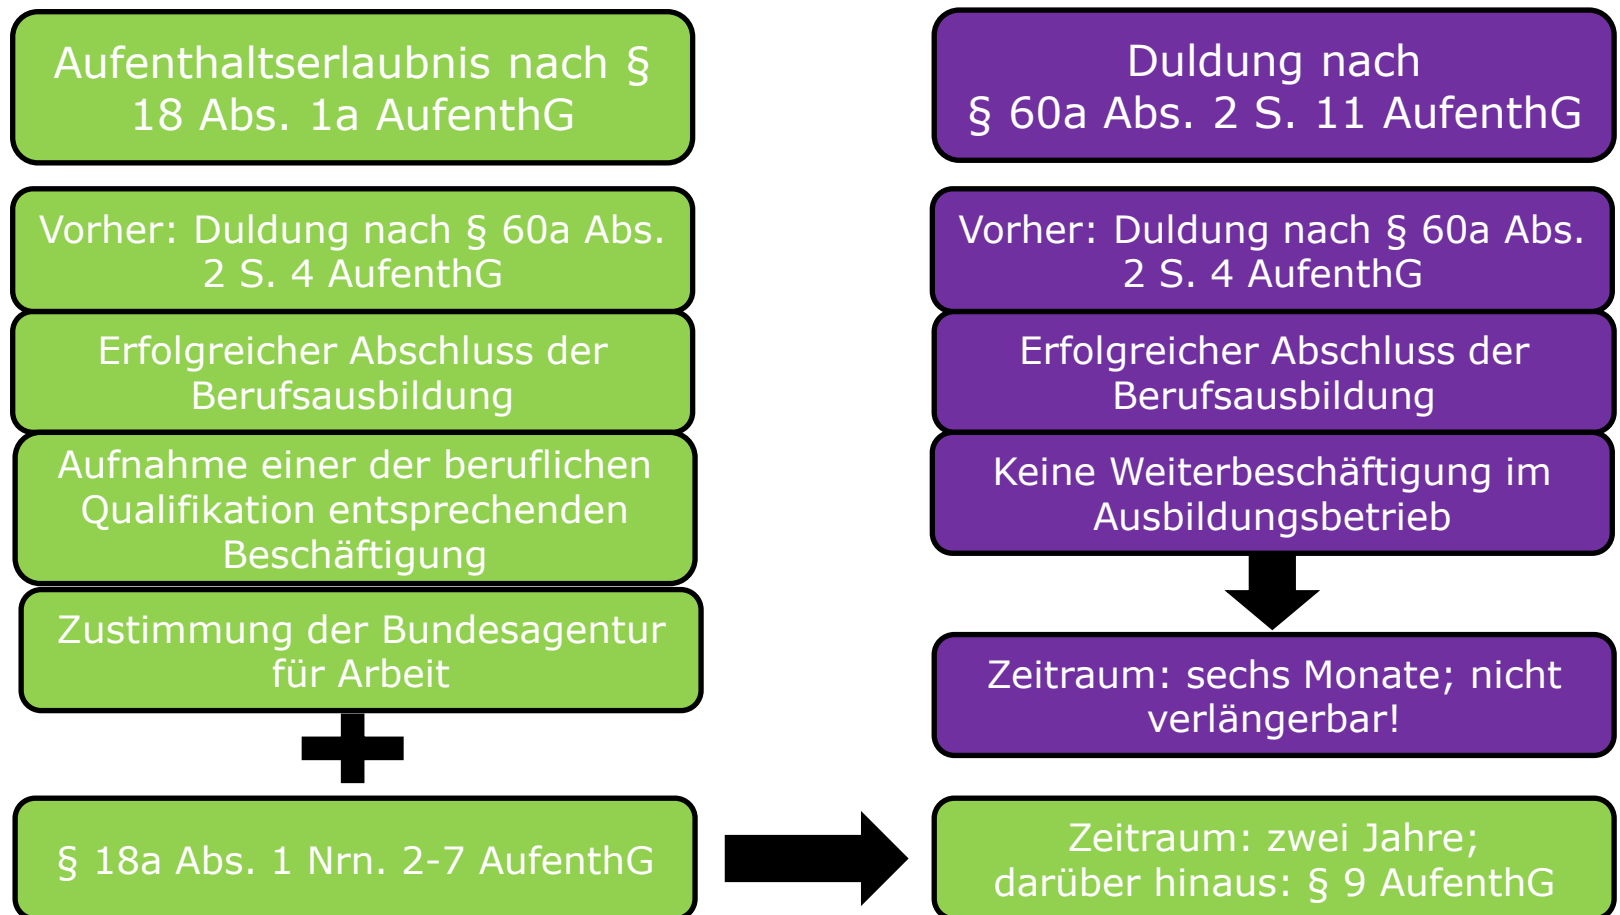 Aufenthaltserlaubnis nach §
18 Abs. 1a AufenthG
Vorher: Duldung nach § 60a Abs.
2 S. 4 AufenthG
Erfolgreicher Abschluss der
Berufsausbildung
Aufnahme einer der beruflichen
Qualifikation entsprechenden
Beschäftigung
Zustimmung der Bundesagentur
für Arbeit
§ 18a Abs. 1 Nrn. 2-7 AufenthG
Duldung nach
§ 60a Abs. 2 S. 11 AufenthG
Vorher: Duldung nach § 60a Abs.
2 S. 4 AufenthG
Erfolgreicher Abschluss der
Berufsausbildung
Keine Weiterbeschäftigung im
Ausbildungsbetrieb
Zeitraum: sechs Monate; nicht
verlängerbar!
Zeitraum: zwei Jahre;
darüber hinaus: § 9 AufenthG